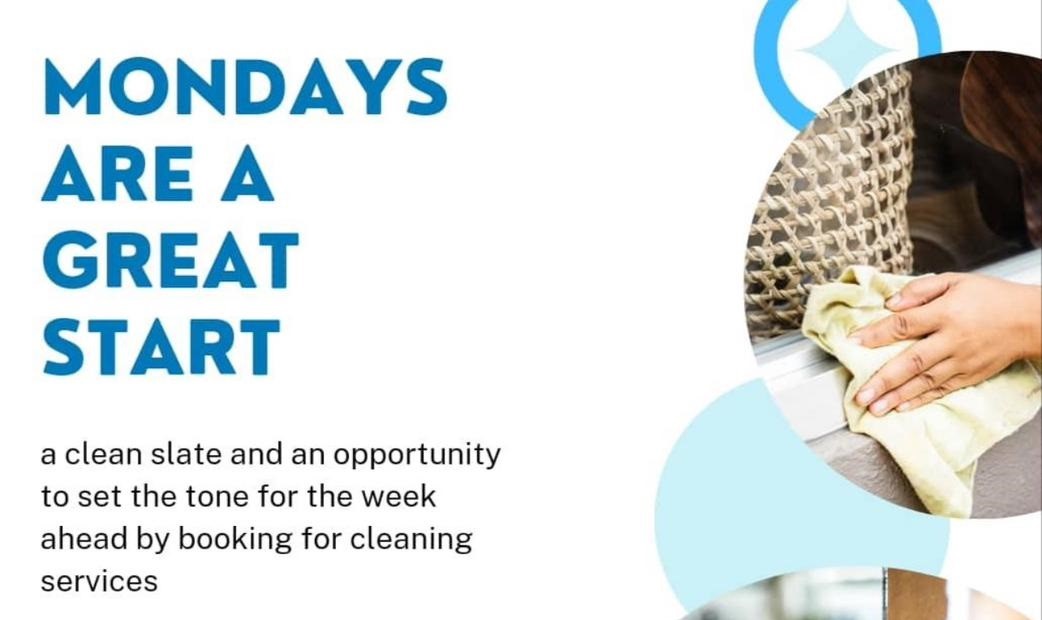 MONDAYS
ARE A
GREAT
START
a clean slate and an opportunity
to set the tone for the week
ahead by booking for cleaning
services